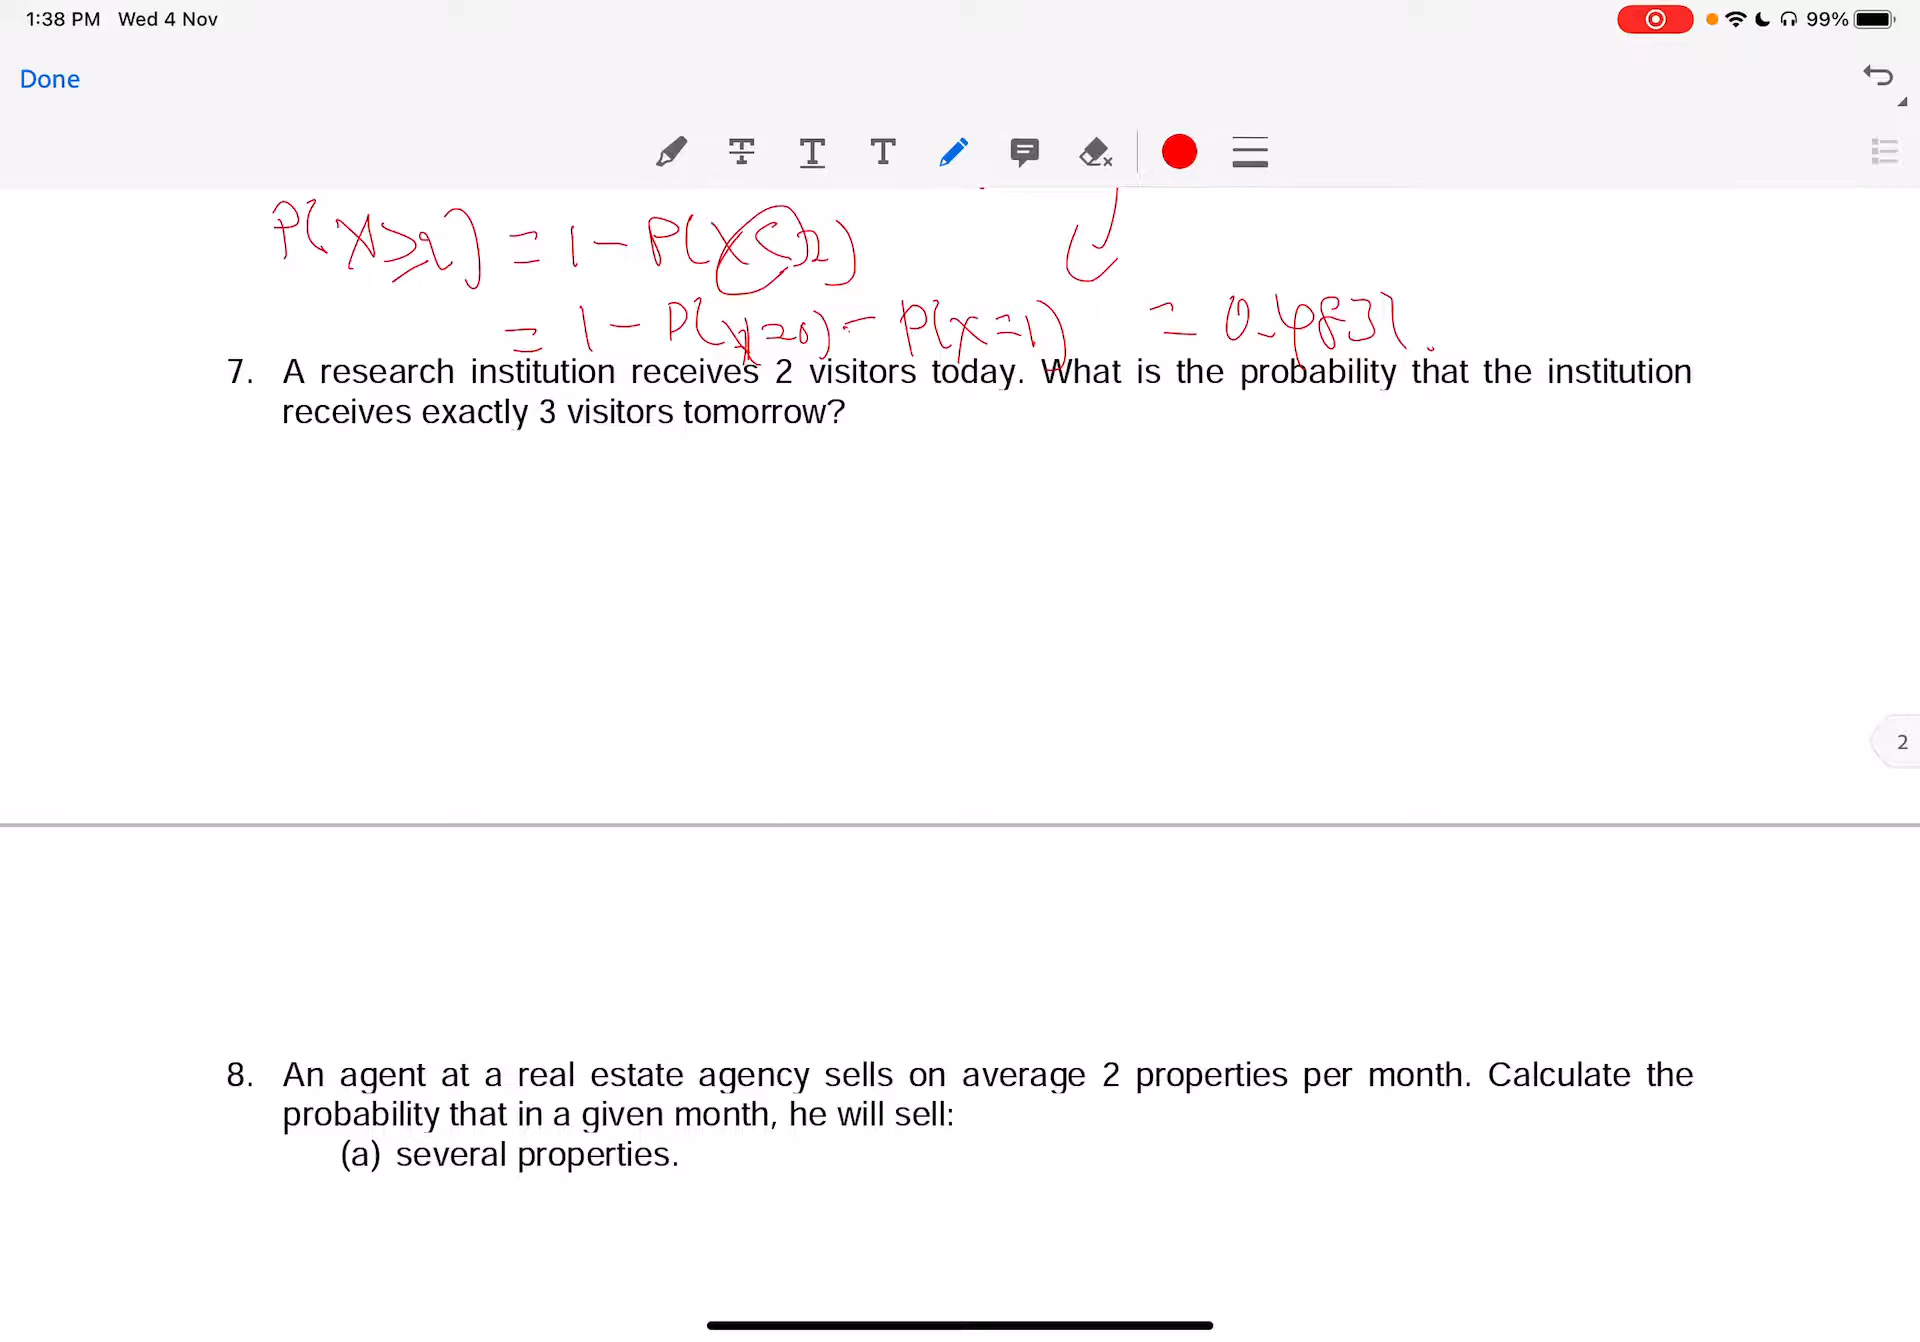 1:38 PM Wed 4 Nov
99%
Done
P(X≥2) = 1 - P(X<2)
= 1 - P(X=0) - P(X=1) = 0.4831.
7. A research institution receives 2 visitors today. What is the probability that the institution
receives exactly 3 visitors tomorrow?
2
8. An agent at a real estate agency sells on average 2 properties per month. Calculate the
probability that in a given month, he will sell:
(a) several properties.